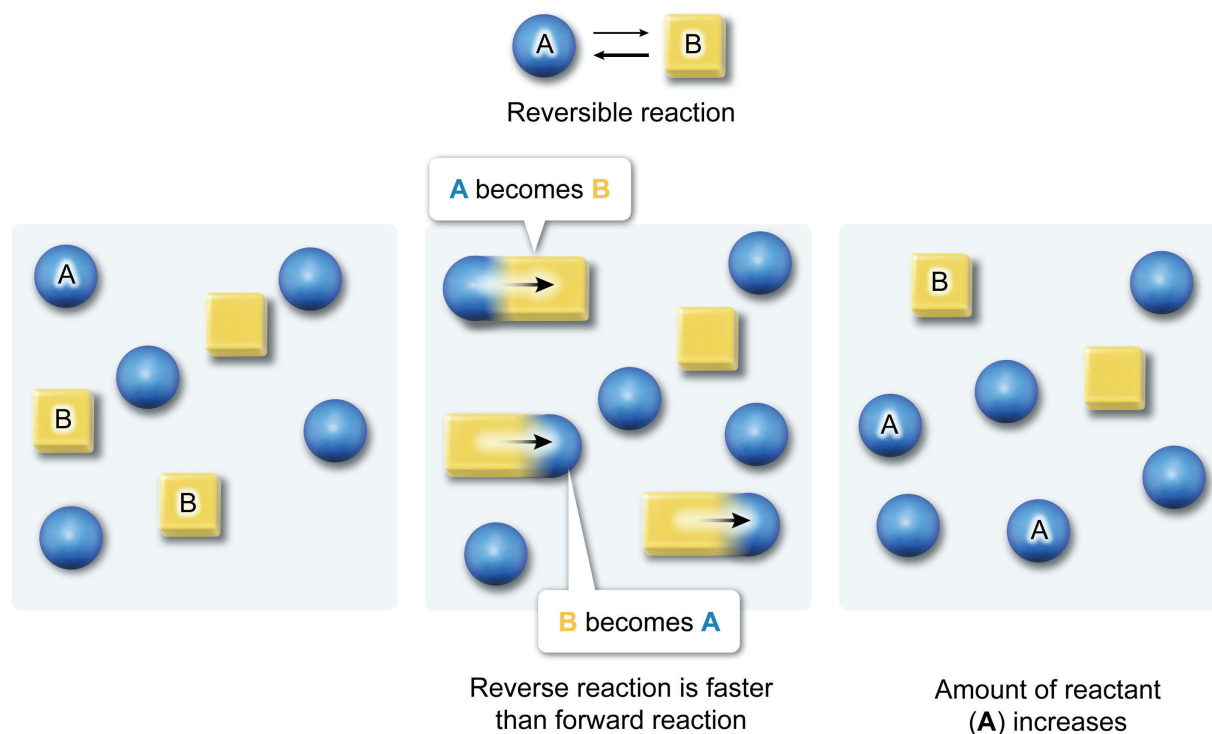 A
B
Reversible reaction
A becomes B
A
B
B
B
A
A
B becomes A
Reverse reaction is faster
than forward reaction
Amount of reactant
(A) increases